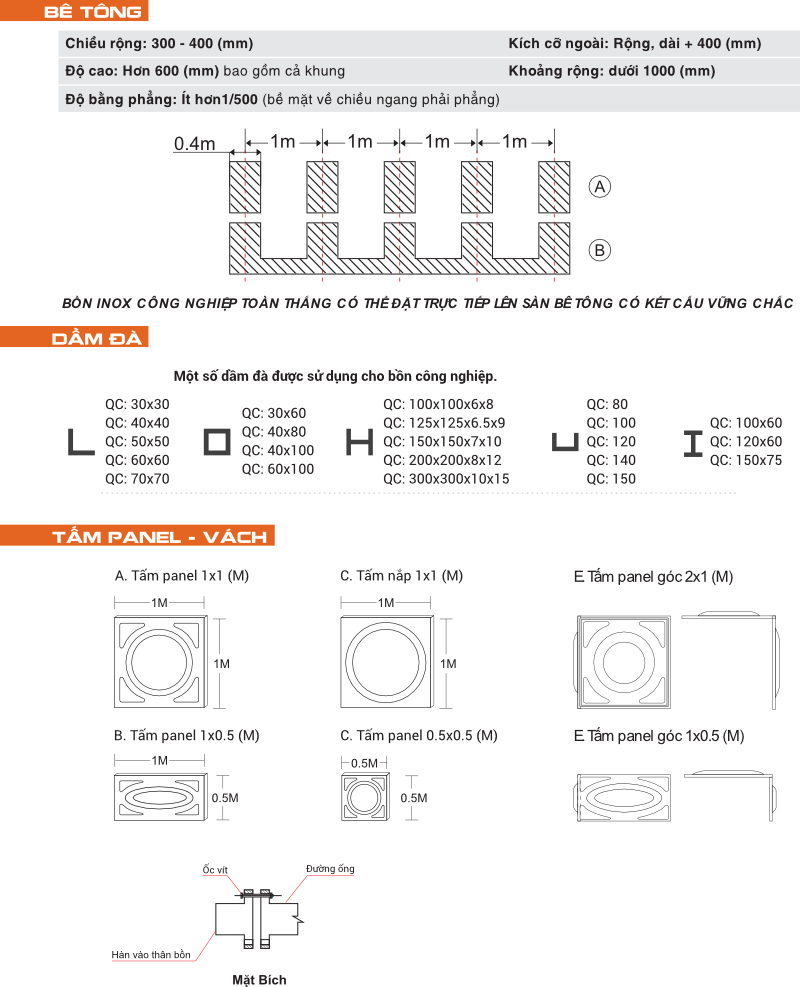 BÊ TÔNG
Chiều rộng: 300 - 400 (mm)
Kích cỡ ngoài: Rộng, dài + 400 (mm)
Độ cao: Hơn 600 (mm) bao gồm cả khung
Khoảng rộng: dưới 1000 (mm)
Độ bằng phẳng: Ít hơn1/500 (bề mặt về chiều ngang phải phẳng)
0.4m 1m 1m 1m 1m
A
B
BỒN INOX CÔNG NGHIỆP TOÀN THẮNG CÓ THỂ ĐẶT TRỰC TIẾP LÊN SÀN BÊ TÔNG CÓ KẾT CẤU VỮNG CHẮC
DẦM ĐÀ
Một số dầm đà được sử dụng cho bồn công nghiệp.
QC: 30x30
QC: 40x40
QC: 50x50
QC: 60x60
QC: 70x70
QC: 30x60
QC: 40x80
QC: 40x100
QC: 60x100
QC: 100x100x6x8
QC: 125x125x6.5x9
QC: 150x150x7x10
QC: 200x200x8x12
QC: 300x300x10x15
QC: 80
QC: 100
QC: 120
QC: 140
QC: 150
QC: 100x60
QC: 120x60
QC: 150x75
TẤM PANEL - VÁCH
A. Tấm panel 1x1 (M)
1M
1M
C. Tấm nắp 1x1 (M)
1M
1M
E. Tấm panel góc 2x1 (M)
B. Tấm panel 1x0.5 (M)
1M
0.5M
C. Tấm panel 0.5x0.5 (M)
0.5M
0.5M
E. Tấm panel góc 1x0.5 (M)
Ốc vít
Đường ống
Hàn vào thân bồn
Mặt Bích